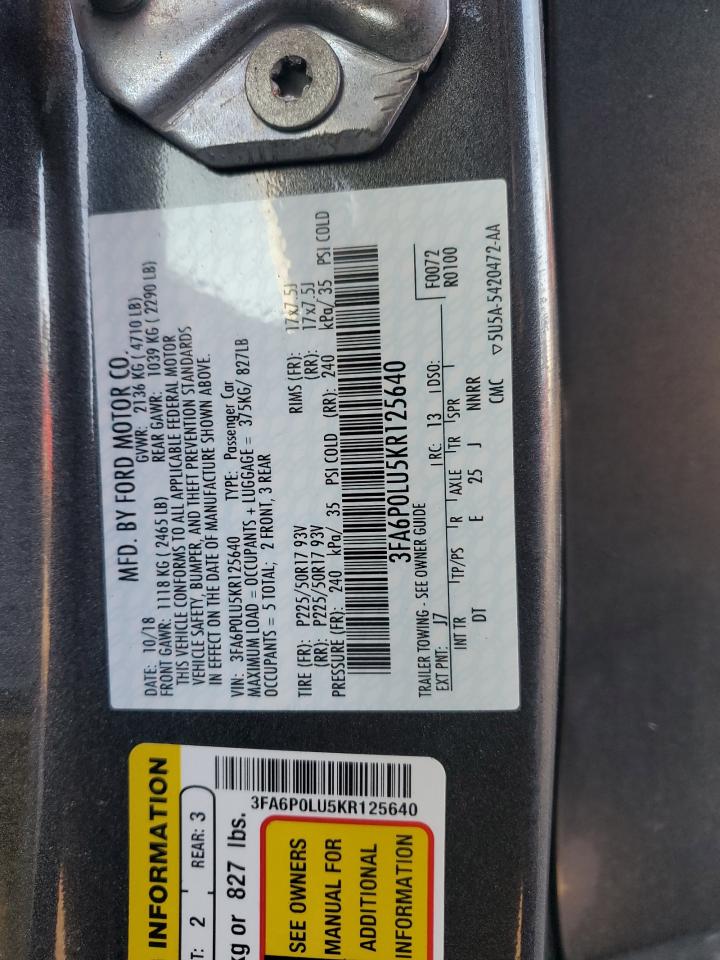 MFD. BY FORD MOTOR CO.
DATE: 10/18 GVWR: 2136 KG ( 4710 LB)
FRONT GAWR: 1118 KG ( 2465 LB) REAR GAWR: 1039 KG ( 2290 LB)
THIS VEHICLE CONFORMS TO ALL APPLICABLE FEDERAL MOTOR
VEHICLE SAFETY, BUMPER, AND THEFT PREVENTION STANDARDS
IN EFFECT ON THE DATE OF MANUFACTURE SHOWN ABOVE.
VIN: 3FA6P0LU5KR125640 TYPE: Passenger Car
MAXIMUM LOAD = OCCUPANTS + LUGGAGE = 375KG/ 827LB
OCCUPANTS = 5 TOTAL; 2 FRONT, 3 REAR
TIRE (FR): P225/50R17 93V RIMS (FR): 17x7.5J
(RR): P225/50R17 93V (RR): 17x7.5J
PRESSURE (FR): 240 kPa/ 35 PSI COLD (RR): 240 kPa/ 35 PSI COLD
3FA6P0LU5KR125640
TRAILER TOWING - SEE OWNER GUIDE
EXT PNT: J7 RC: 13 DSO: F0072
R0100
INT TR TP/PS R AXLE TR SPR
DT E 25 J NNRR
CMC ▽5U5A-5420472-AA
INFORMATION
T: 2 REAR: 3
kg or 827 lbs.
3FA6P0LU5KR125640
SEE OWNERS
MANUAL FOR
ADDITIONAL
INFORMATION